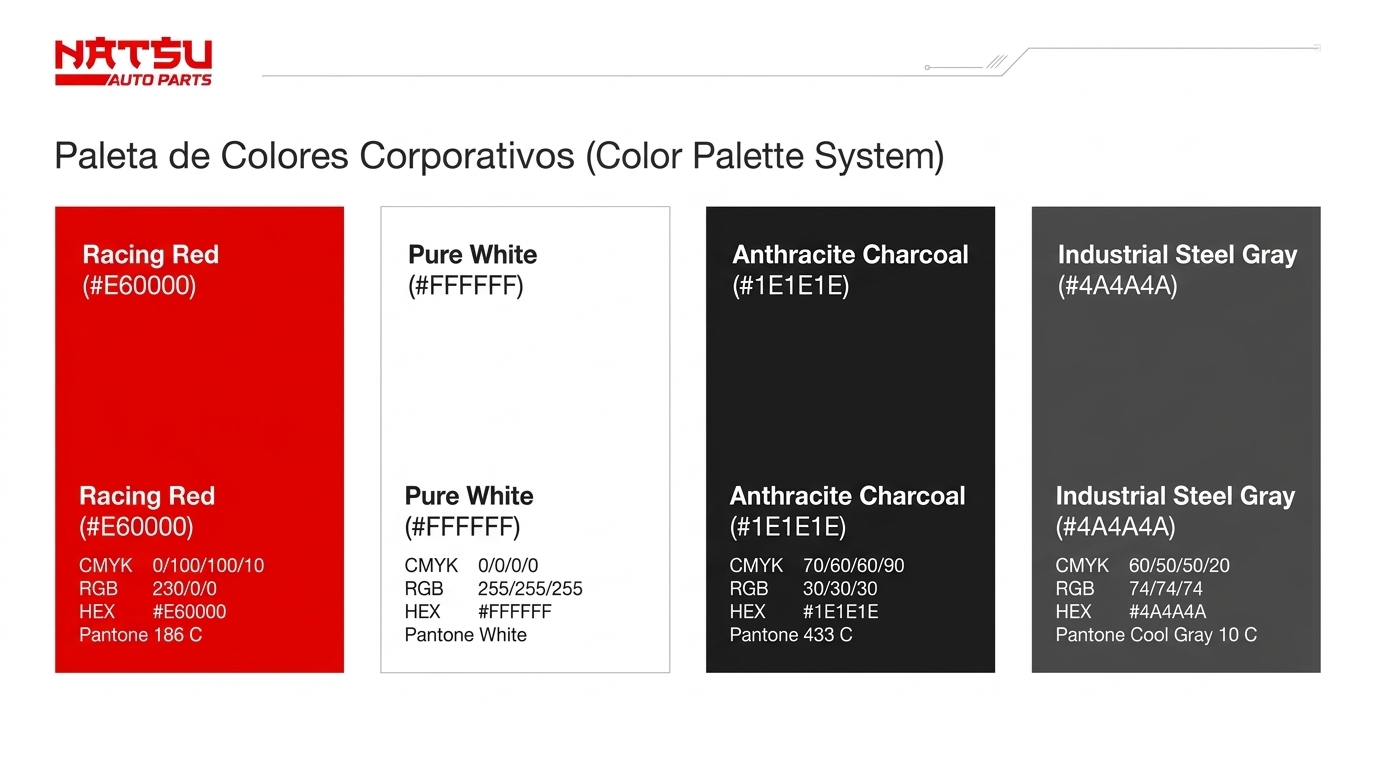 NATSU
AUTO PARTS
Paleta de Colores Corporativos (Color Palette System)
Racing Red
(#E60000)
Racing Red
(#E60000)
CMYK 0/100/100/10
RGB 230/0/0
HEX #E60000
Pantone 186 C
Pure White
(#FFFFFF)
Pure White
(#FFFFFF)
CMYK 0/0/0/0
RGB 255/255/255
HEX #FFFFFF
Pantone White
Anthracite Charcoal
(#1E1E1E)
Anthracite Charcoal
(#1E1E1E)
CMYK 70/60/60/90
RGB 30/30/30
HEX #1E1E1E
Pantone 433 C
Industrial Steel Gray
(#4A4A4A)
Industrial Steel Gray
(#4A4A4A)
CMYK 60/50/50/20
RGB 74/74/74
HEX #4A4A4A
Pantone Cool Gray 10 C